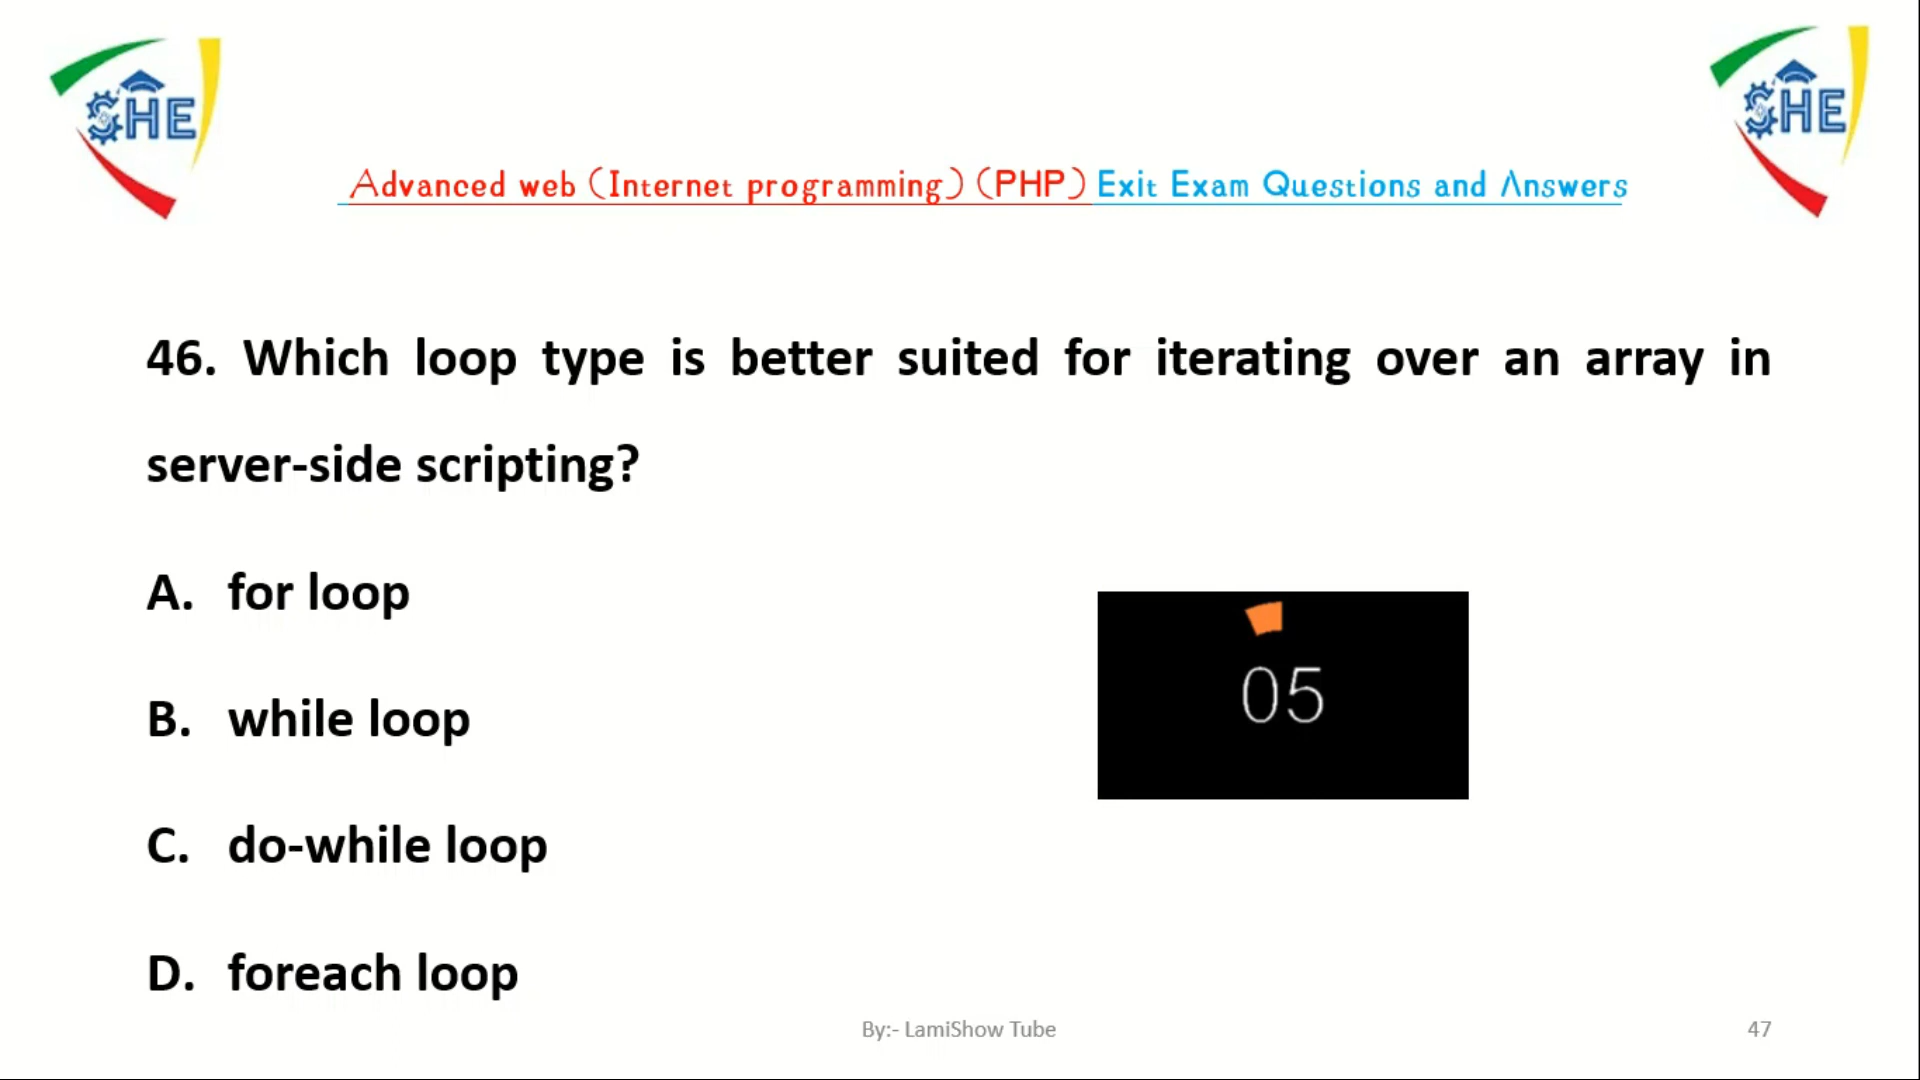 SHE
SHE
Advanced web (Internet programming) (PHP) Exit Exam Questions and Answers
46. Which loop type is better suited for iterating over an array in
server-side scripting?
A. for loop
B. while loop
C. do-while loop
D. foreach loop
05
By:- LamiShow Tube
47